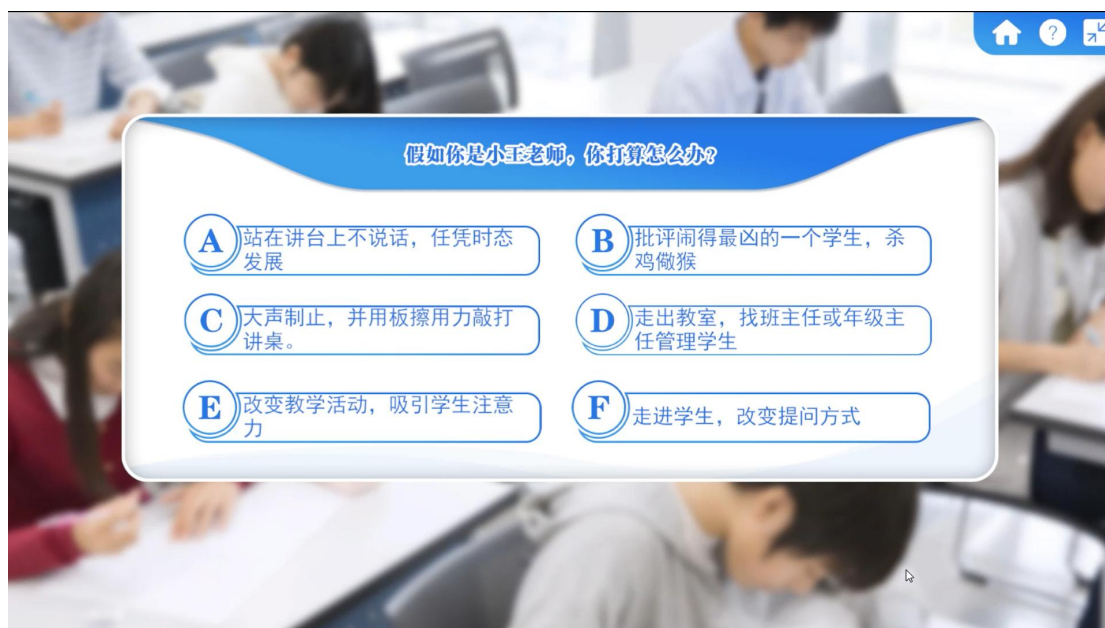 假如你是小王老师，你打算怎么办？
A
站在讲台上不说话，任凭时态
发展
B
批评闹得最凶的一个学生，杀
鸡儆猴
C
大声制止，并用板擦用力敲打
讲桌。
D
走出教室，找班主任或年级主
任管理学生
E
改变教学活动，吸引学生注意
力
F
走进学生，改变提问方式